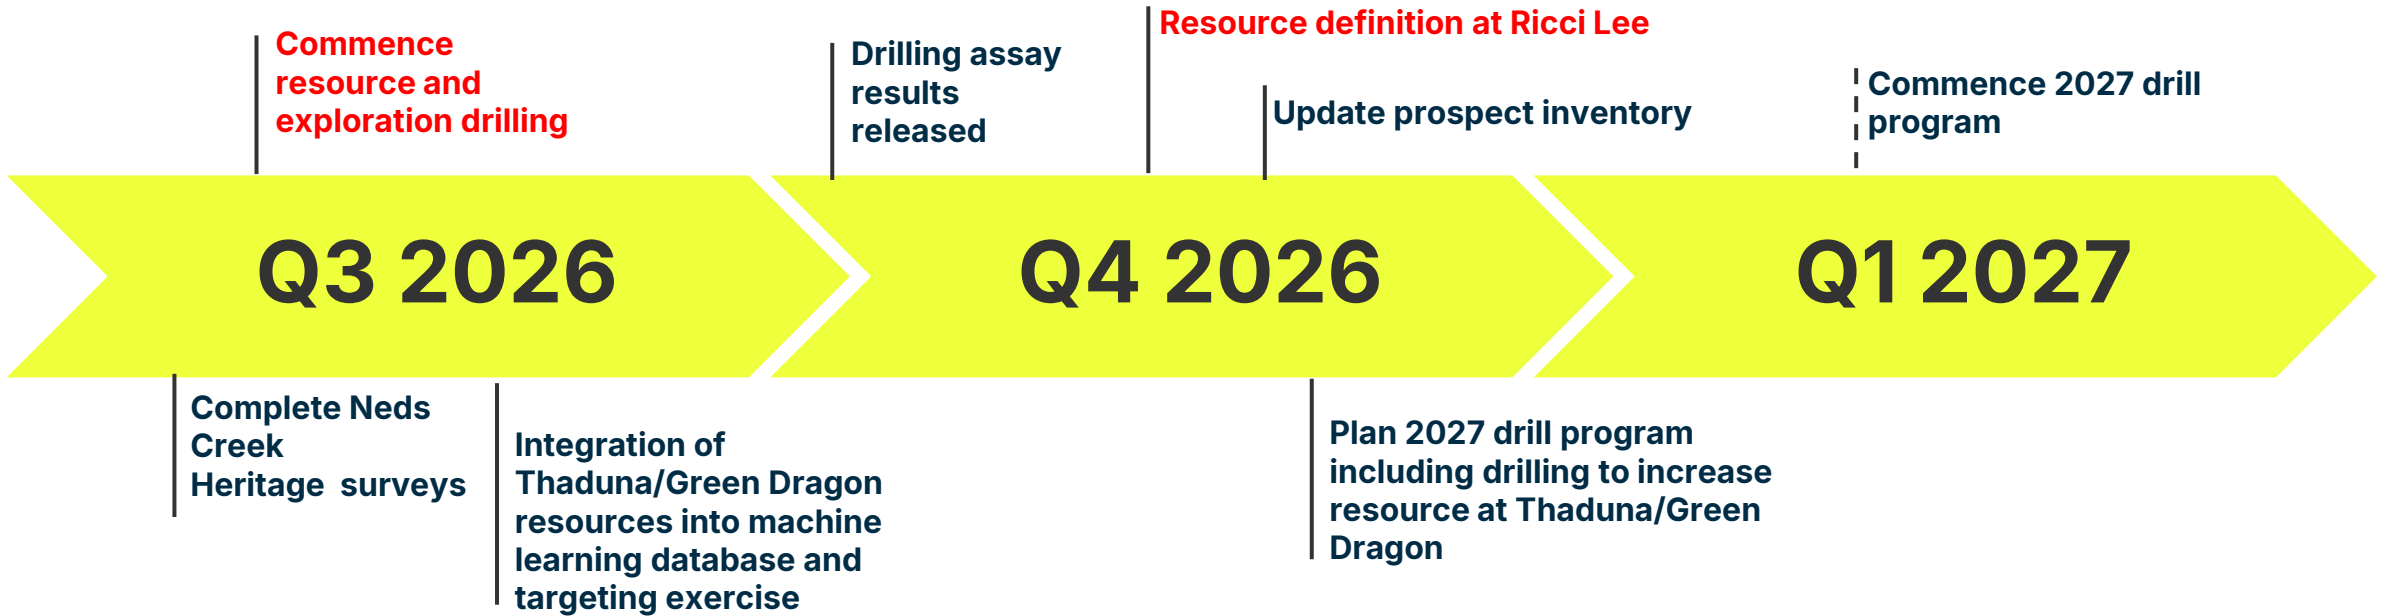 Commence
resource and
exploration drilling
Drilling assay
results
released
Resource definition at Ricci Lee
Update prospect inventory
Commence 2027 drill
program
Q3 2026
Q4 2026
Q1 2027
Complete Neds
Creek
Heritage  surveys
Integration of
Thaduna/Green Dragon
resources into machine
learning database and
targeting exercise
Plan 2027 drill program
including drilling to increase
resource at Thaduna/Green
Dragon